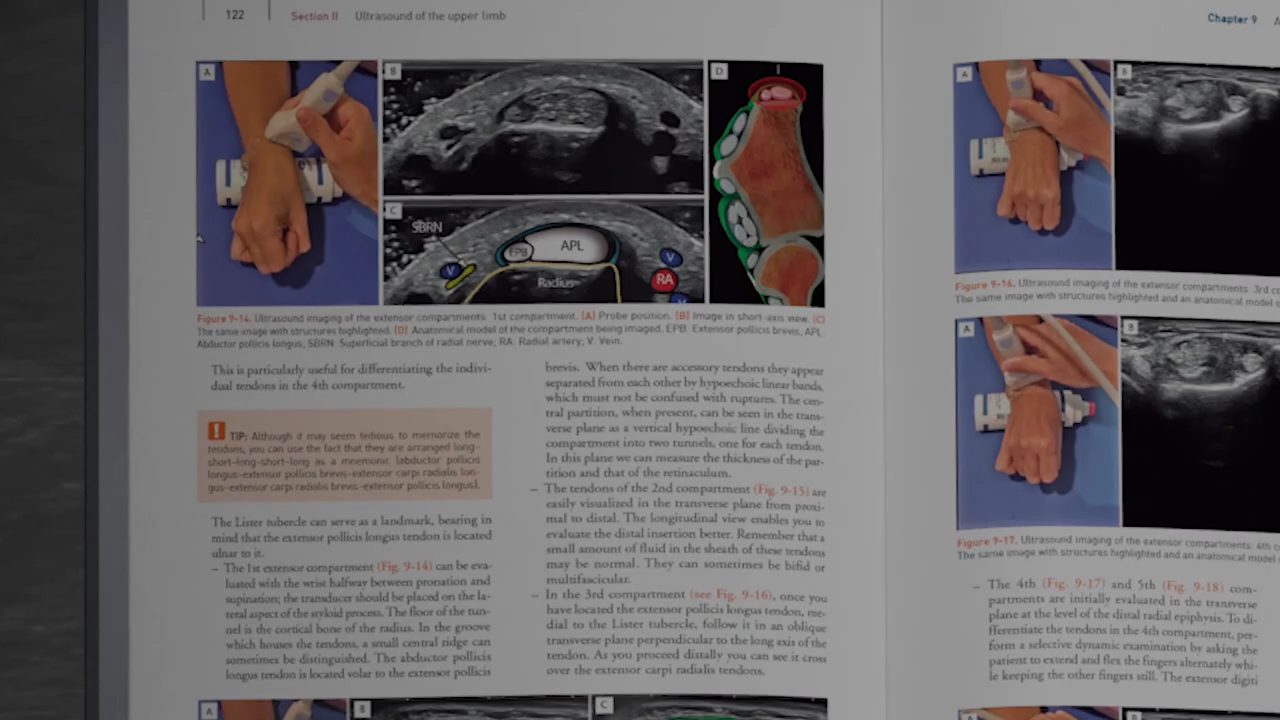 122 Section II Ultrasound of the upper limb
A
B
D
C
SBRN
V
EPB
APL
Radius
V
RA
V
Figure 9-14. Ultrasound imaging of the extensor compartments. 1st compartment. [A] Probe position. [B] Image in short-axis view. [C]
The same image with structures highlighted. [D] Anatomical model of the compartment being imaged. EPB: Extensor pollicis brevis, APL:
Abductor pollicis longus; SBRN: Superficial branch of radial nerve, RA: Radial artery; V: Vein.
This is particularly useful for differentiating the indivi-
dual tendons in the 4th compartment.
TIP: Although it may seem tedious to memorize the
tendons, you can use the fact that they are arranged long-
short-long-short-long as a mnemonic (abductor pollicis
longus-extensor pollicis brevis-extensor carpi radialis lon-
gus-extensor carpi radialis brevis-extensor pollicis longus).
The Lister tubercle can serve as a landmark, bearing in
mind that the extensor pollicis longus tendon is located
ulnar to it.
– The 1st extensor compartment (Fig. 9-14) can be eva-
luated with the wrist halfway between pronation and
supination; the transducer should be placed on the la-
teral aspect of the styloid process. The floor of the tun-
nel is the cortical bone of the radius. In the groove
which houses the tendons, a small central ridge can
sometimes be distinguished. The abductor pollicis
longus tendon is located volar to the extensor pollicis
brevis. When there are accessory tendons they appear
separated from each other by hypoechoic linear bands,
which must not be confused with ruptures. The cen-
tral partition, when present, can be seen in the trans-
verse plane as a vertical hypoechoic line dividing the
compartment into two tunnels, one for each tendon.
In this plane we can measure the thickness of the par-
tition and that of the retinaculum.
– The tendons of the 2nd compartment (Fig. 9-15) are
easily visualized in the transverse plane from proxi-
mal to distal. The longitudinal view enables you to
evaluate the distal insertion better. Remember that a
small amount of fluid in the sheath of these tendons
may be normal. They can sometimes be bifid or
multifascicular.
– In the 3rd compartment (see Fig. 9-16), once you
have located the extensor pollicis longus tendon, me-
dial to the Lister tubercle, follow it in an oblique
transverse plane perpendicular to the long axis of the
tendon. As you proceed distally you can see it cross
over the extensor carpi radialis tendons.
A
B
C
Chapter 9
A
B
Figure 9-16. Ultrasound imaging of the extensor compartments. 3rd
The same image with structures highlighted and an anatomical model
A
B
Figure 9-17. Ultrasound imaging of the extensor compartments. 4th
The same image with structures highlighted and an anatomical model
– The 4th (Fig. 9-17) and 5th (Fig. 9-18) com-
partments are initially evaluated in the transverse
plane at the level of the distal radial epiphysis. To di-
fferentiate the tendons in the 4th compartment, per-
form a selective dynamic examination by asking the
patient to extend and flex the fingers alternately whi-
le keeping the other fingers still. The extensor digiti
A
B